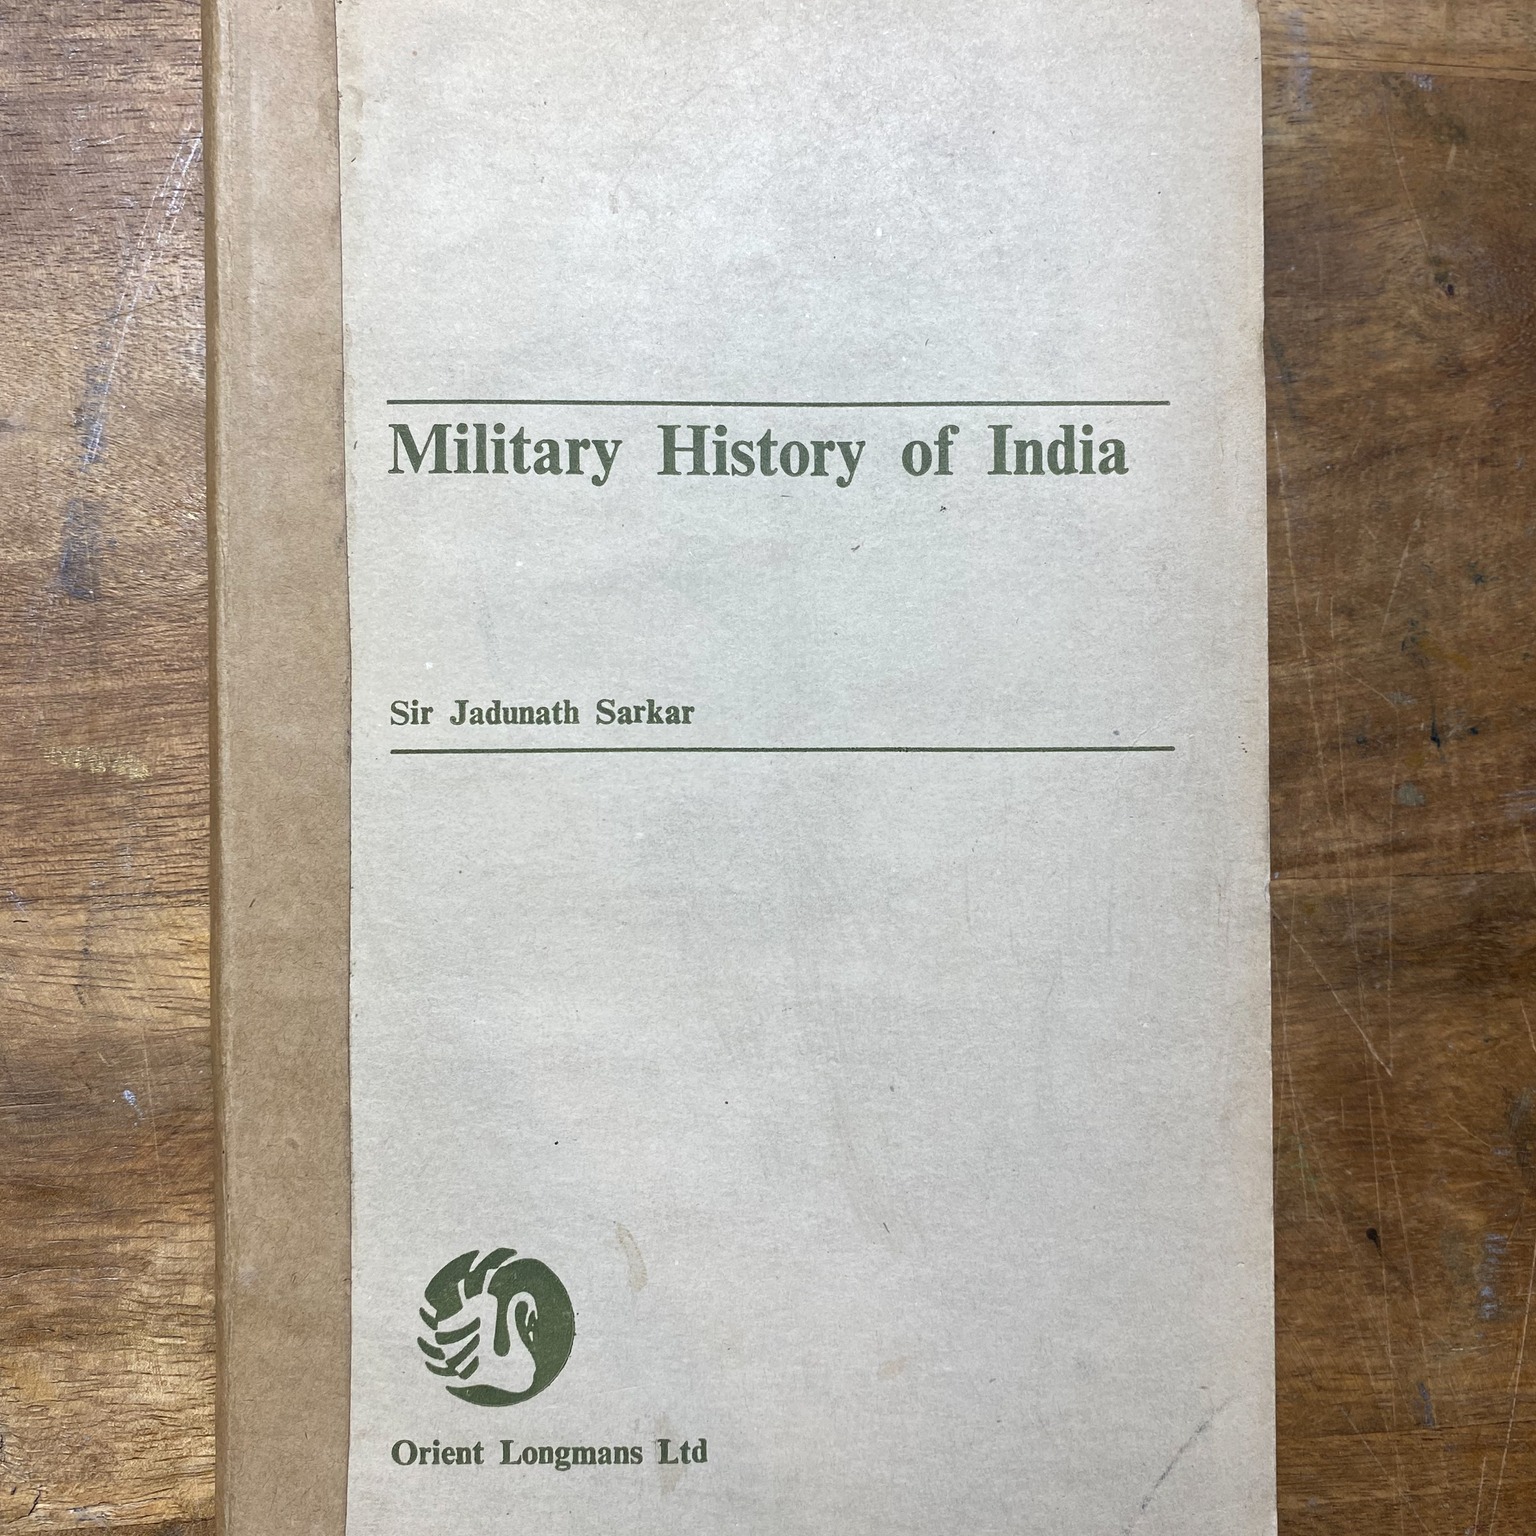 Military History of India
Sir Jadunath Sarkar
Orient Longmans Ltd